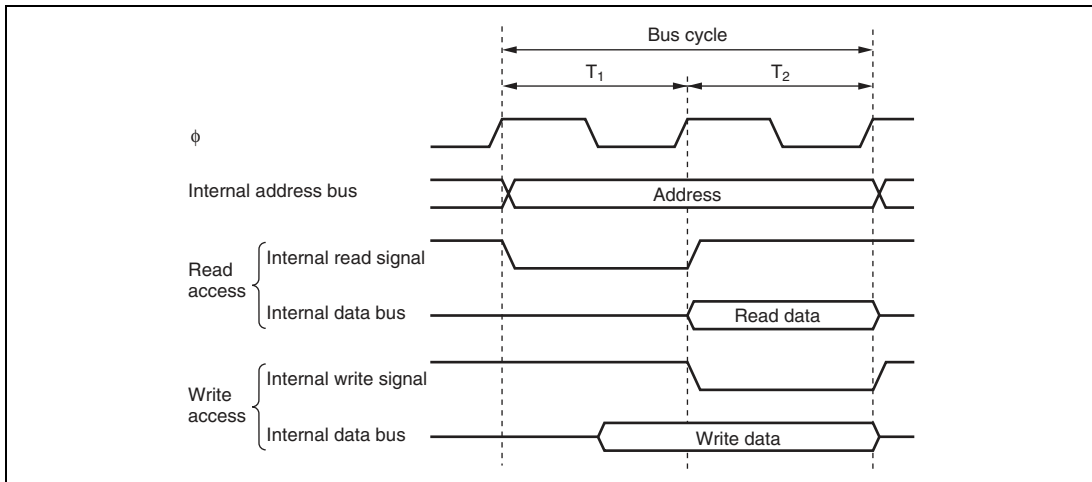 Bus cycle
T₁ T₂
ϕ
Internal address bus Address
Read access Internal read signal
Internal data bus Read data
Write access Internal write signal
Internal data bus Write data